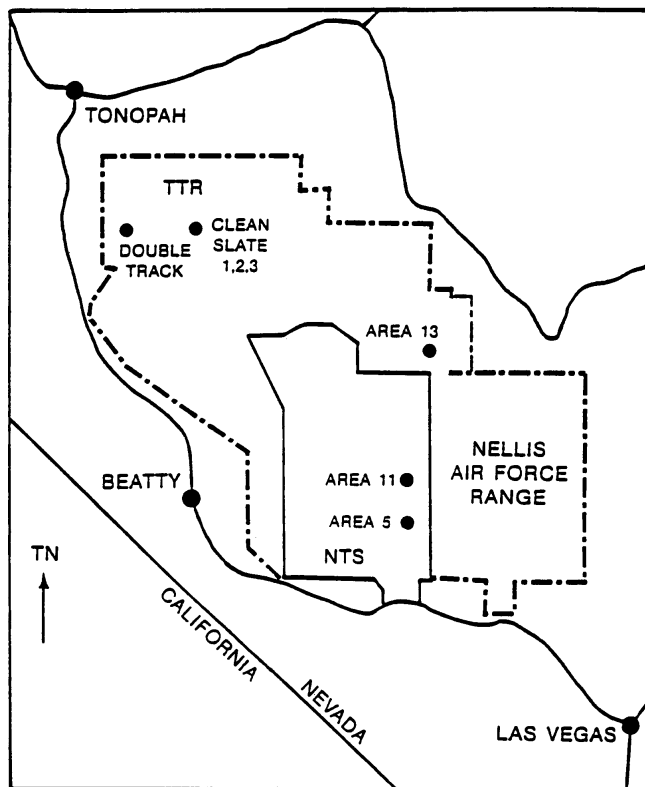 TONOPAH
TTR
DOUBLE
TRACK
CLEAN
SLATE
1,2,3
AREA 13
NELLIS
AIR FORCE
RANGE
AREA 11
BEATTY
AREA 5
NTS
TN
CALIFORNIA
NEVADA
LAS VEGAS